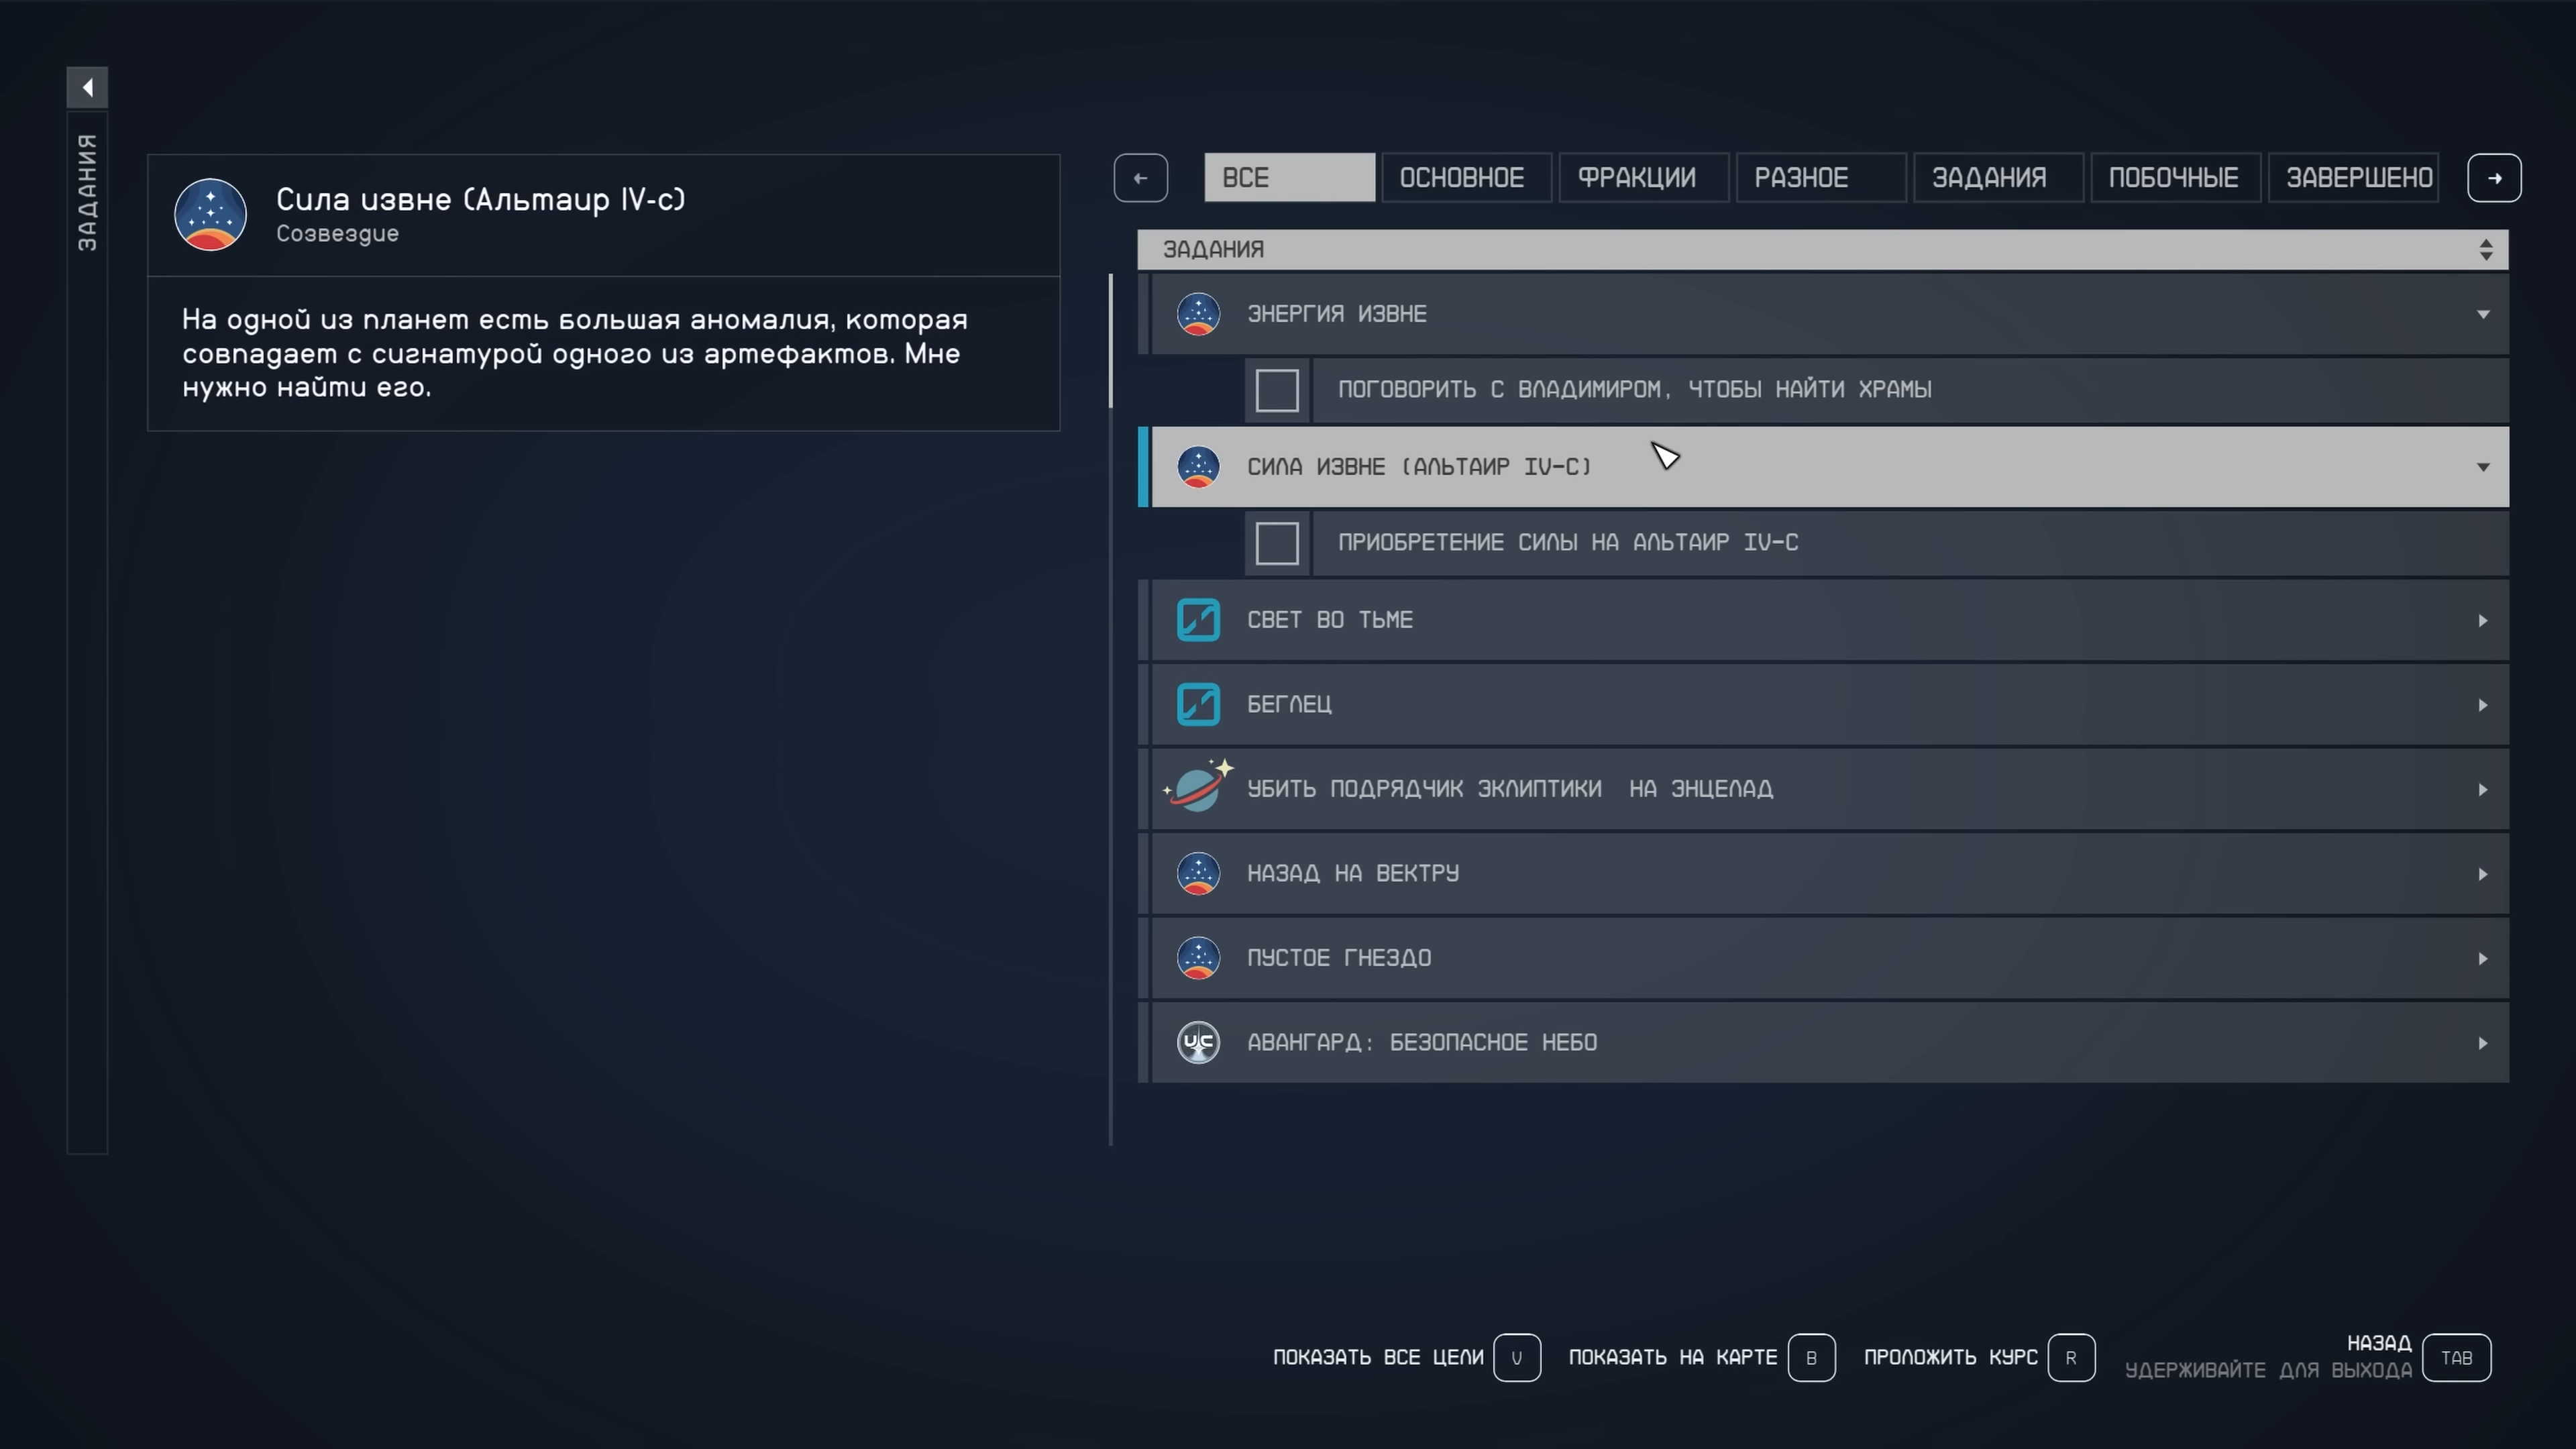 ЗАДАНИЯ
Сила извне (Альтаир IV-c)
Созвездие
На одной из планет есть большая аномалия, которая
совпадает с сигнатурой одного из артефактов. Мне
нужно найти его.
ВСЕ
ОСНОВНОЕ
ФРАКЦИИ
РАЗНОЕ
ЗАДАНИЯ
ПОБОЧНЫЕ
ЗАВЕРШЕНО
ЗАДАНИЯ
ЭНЕРГИЯ ИЗВНЕ
ПОГОВОРИТЬ С ВЛАДИМИРОМ, ЧТОБЫ НАЙТИ ХРАМЫ
СИЛА ИЗВНЕ (АЛЬТАИР IV-C)
ПРИОБРЕТЕНИЕ СИЛЫ НА АЛЬТАИР IV-C
СВЕТ ВО ТЬМЕ
БЕГЛЕЦ
УБИТЬ ПОДРЯДЧИК ЭКЛИПТИКИ  НА ЭНЦЕЛАД
НАЗАД НА ВЕКТРУ
ПУСТОЕ ГНЕЗДО
UC
АВАНГАРД: БЕЗОПАСНОЕ НЕБО
ПОКАЗАТЬ ВСЕ ЦЕЛИ V
ПОКАЗАТЬ НА КАРТЕ B
ПРОЛОЖИТЬ КУРС R
НАЗАД
УДЕРЖИВАЙТЕ ДЛЯ ВЫХОДА
TAB